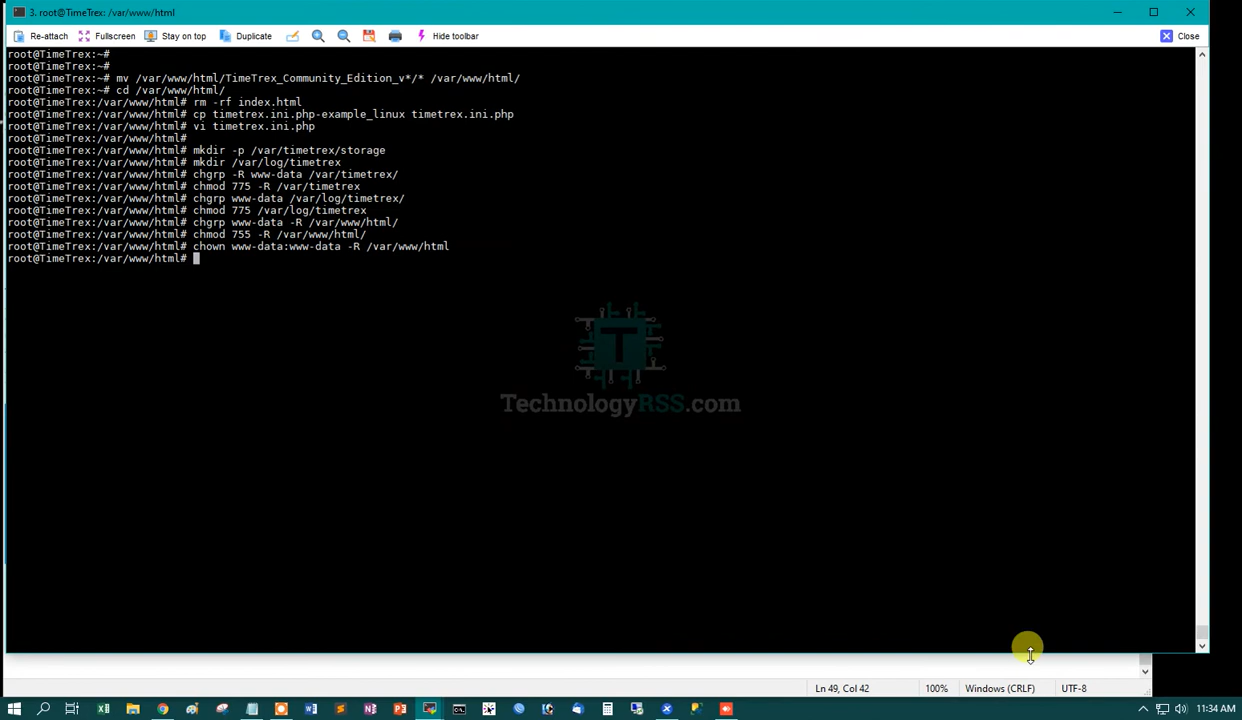 3. root@TimeTrex: /var/www/html
Re-attach Fullscreen Stay on top Duplicate Hide toolbar Close
root@TimeTrex:~#
root@TimeTrex:~#
root@TimeTrex:~# mv /var/www/html/TimeTrex_Community_Edition_v*/* /var/www/html/
root@TimeTrex:~# cd /var/www/html/
root@TimeTrex:/var/www/html# rm -rf index.html
root@TimeTrex:/var/www/html# cp timetrex.ini.php-example_linux timetrex.ini.php
root@TimeTrex:/var/www/html# vi timetrex.ini.php
root@TimeTrex:/var/www/html#
root@TimeTrex:/var/www/html# mkdir -p /var/timetrex/storage
root@TimeTrex:/var/www/html# mkdir /var/log/timetrex
root@TimeTrex:/var/www/html# chgrp -R www-data /var/timetrex/
root@TimeTrex:/var/www/html# chmod 775 -R /var/timetrex
root@TimeTrex:/var/www/html# chgrp www-data /var/log/timetrex/
root@TimeTrex:/var/www/html# chmod 775 /var/log/timetrex
root@TimeTrex:/var/www/html# chgrp www-data -R /var/www/html/
root@TimeTrex:/var/www/html# chmod 755 -R /var/www/html/
root@TimeTrex:/var/www/html# chown www-data:www-data -R /var/www/html
root@TimeTrex:/var/www/html#
T
TechnologyRSS.com
Ln 49, Col 42 100% Windows (CRLF) UTF-8
11:34 AM